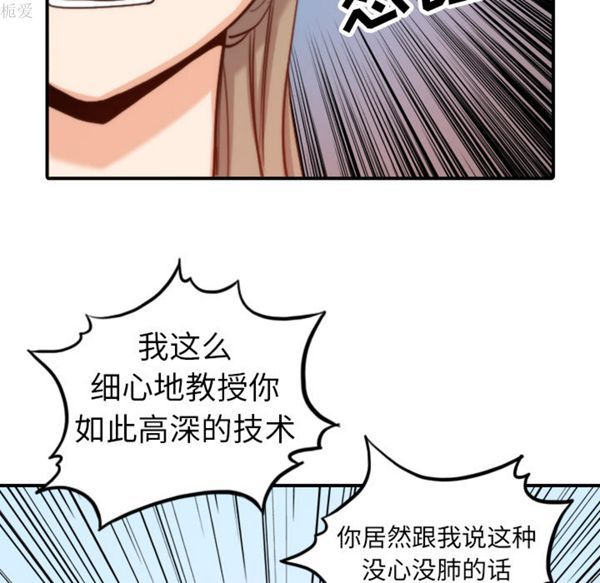 栀爱
我这么
细心地教授你
如此高深的技术
你居然跟我说这种
没心没肺的话